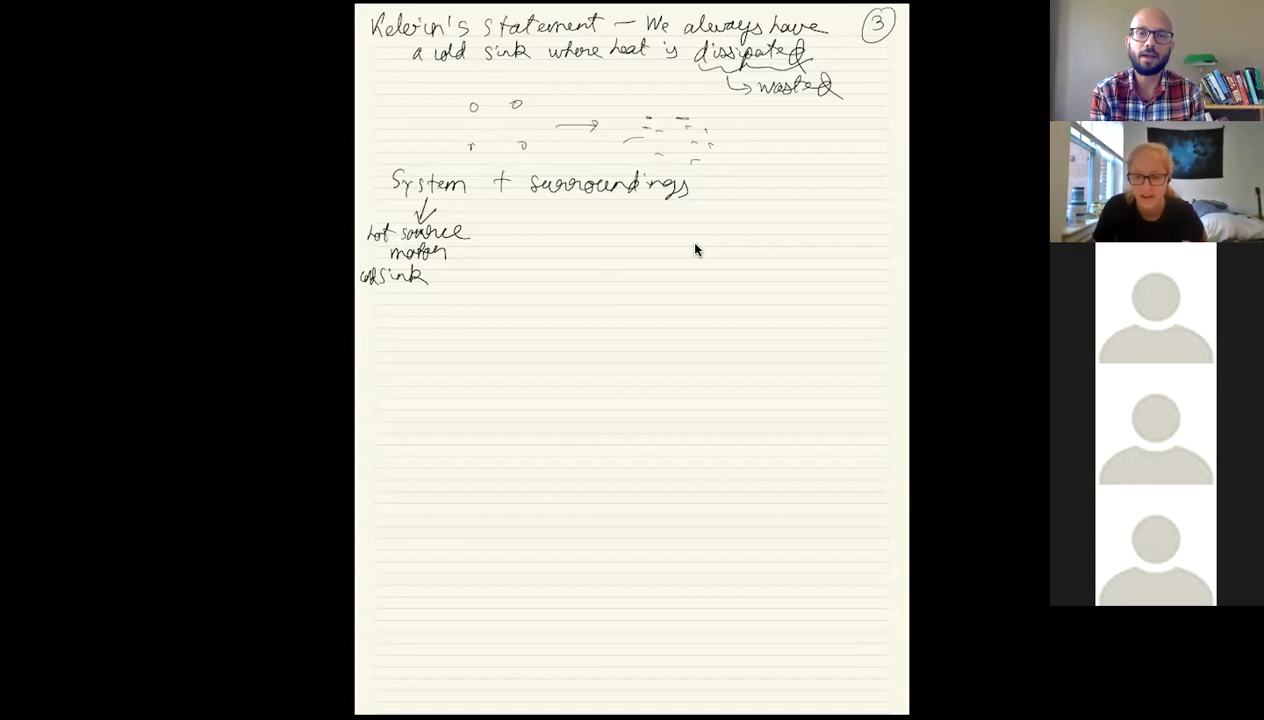 Kelvin's statement — We always have
③
a cold sink where heat is dissipated
↳ wasted
→
System + surroundings
hot source
cold sink